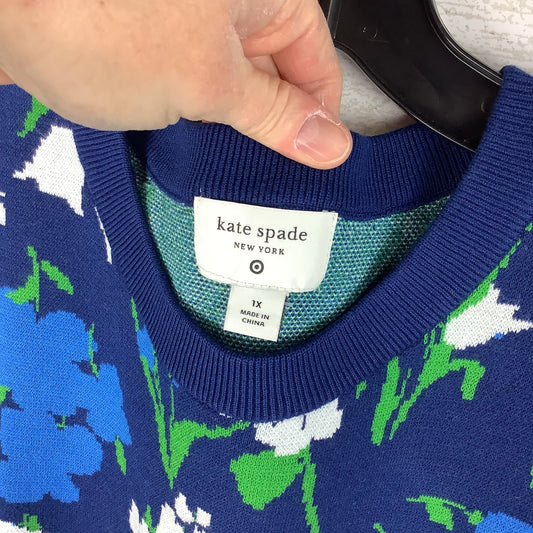 kate spade
NEW YORK
1X
MADE IN
CHINA